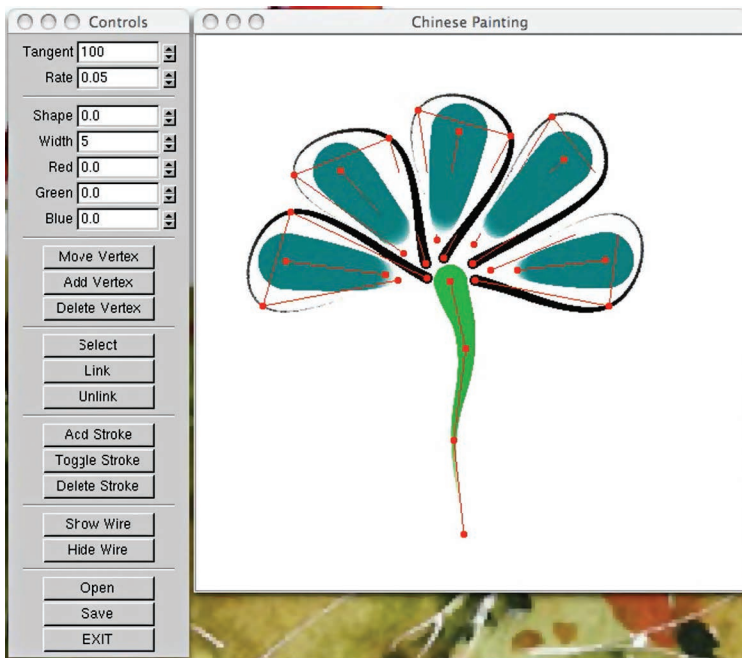 Controls
Tangent 100
Rate 0.05
Shape 0.0
Width 5
Red 0.0
Green 0.0
Blue 0.0
Move Vertex
Add Vertex
Delete Vertex
Select
Link
Unlink
Add Stroke
Toggle Stroke
Delete Stroke
Show Wire
Hide Wire
Open
Save
EXIT
Chinese Painting